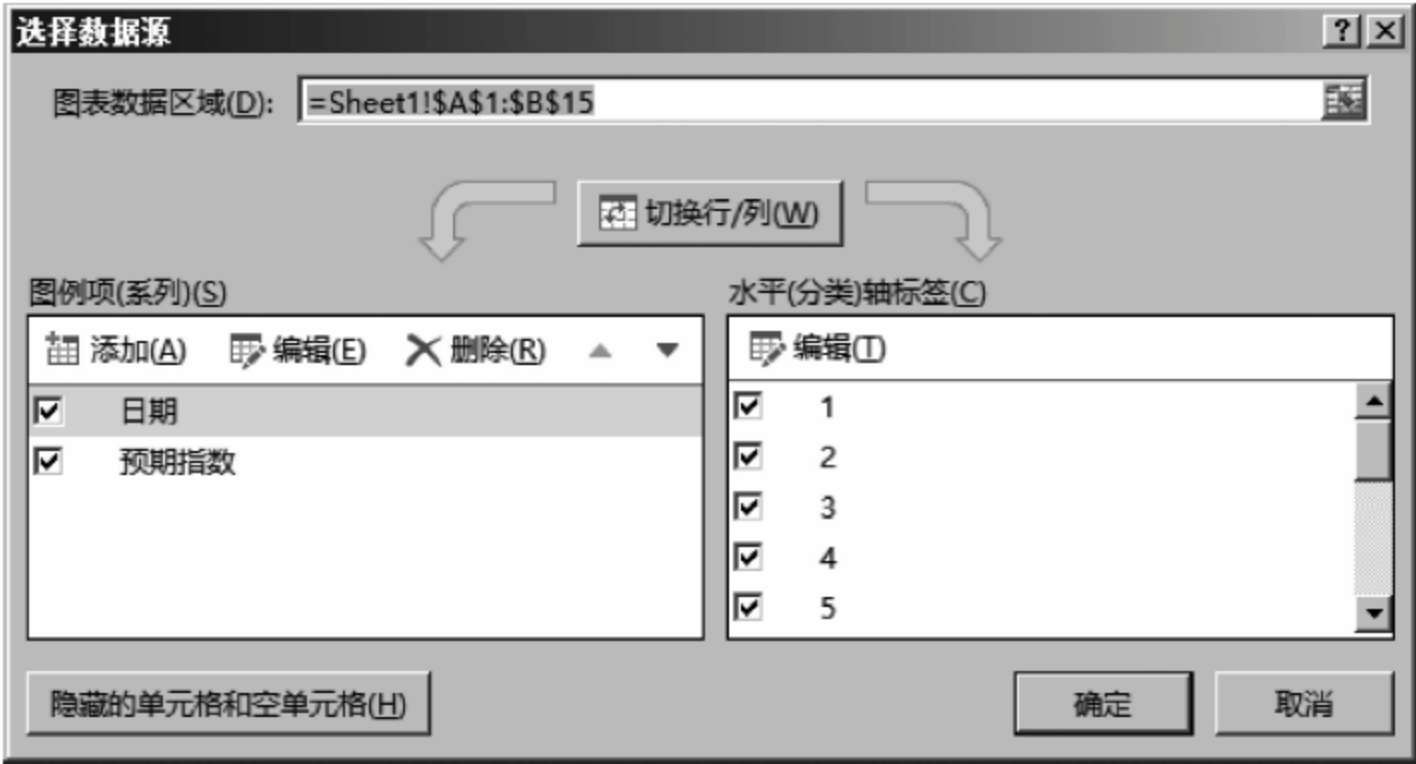 选择数据源
图表数据区域(D): =Sheet1!$A$1:$B$15
切换行/列(W)
图例项(系列)(S)
添加(A) 编辑(E) 删除(R)
日期
预期指数
水平(分类)轴标签(C)
编辑(T)
1
2
3
4
5
隐藏的单元格和空单元格(H)
确定 取消